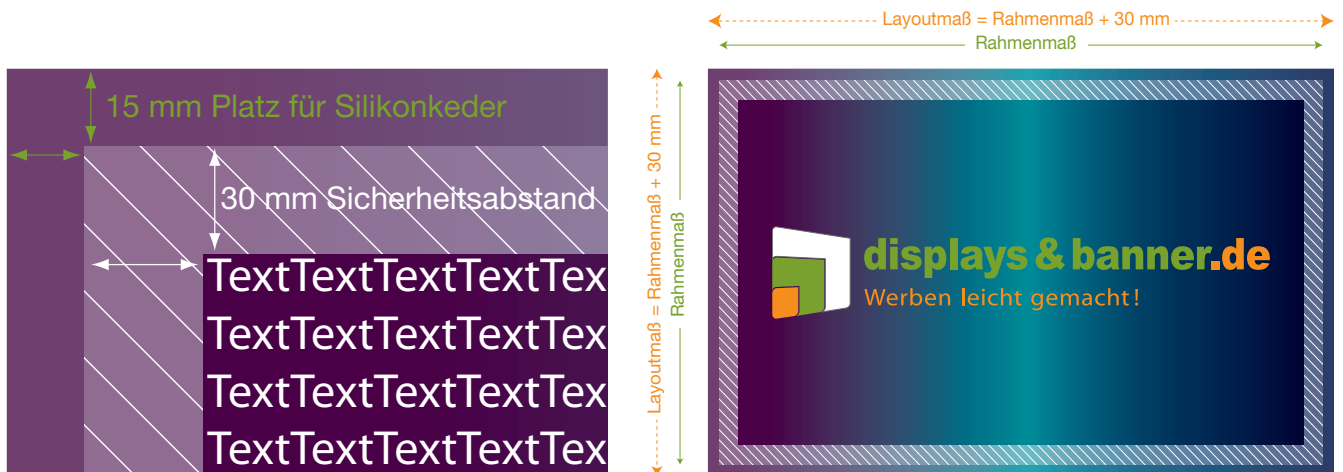 15 mm Platz für Silikonkeder
30 mm Sicherheitsabstand
TextTextTextTextTex
TextTextTextTextTex
TextTextTextTextTex
TextTextTextTextTex
Layoutmaß = Rahmenmaß + 30 mm
Rahmenmaß
Layoutmaß = Rahmenmaß + 30 mm
Rahmenmaß
displays & banner.de
Werben leicht gemacht!